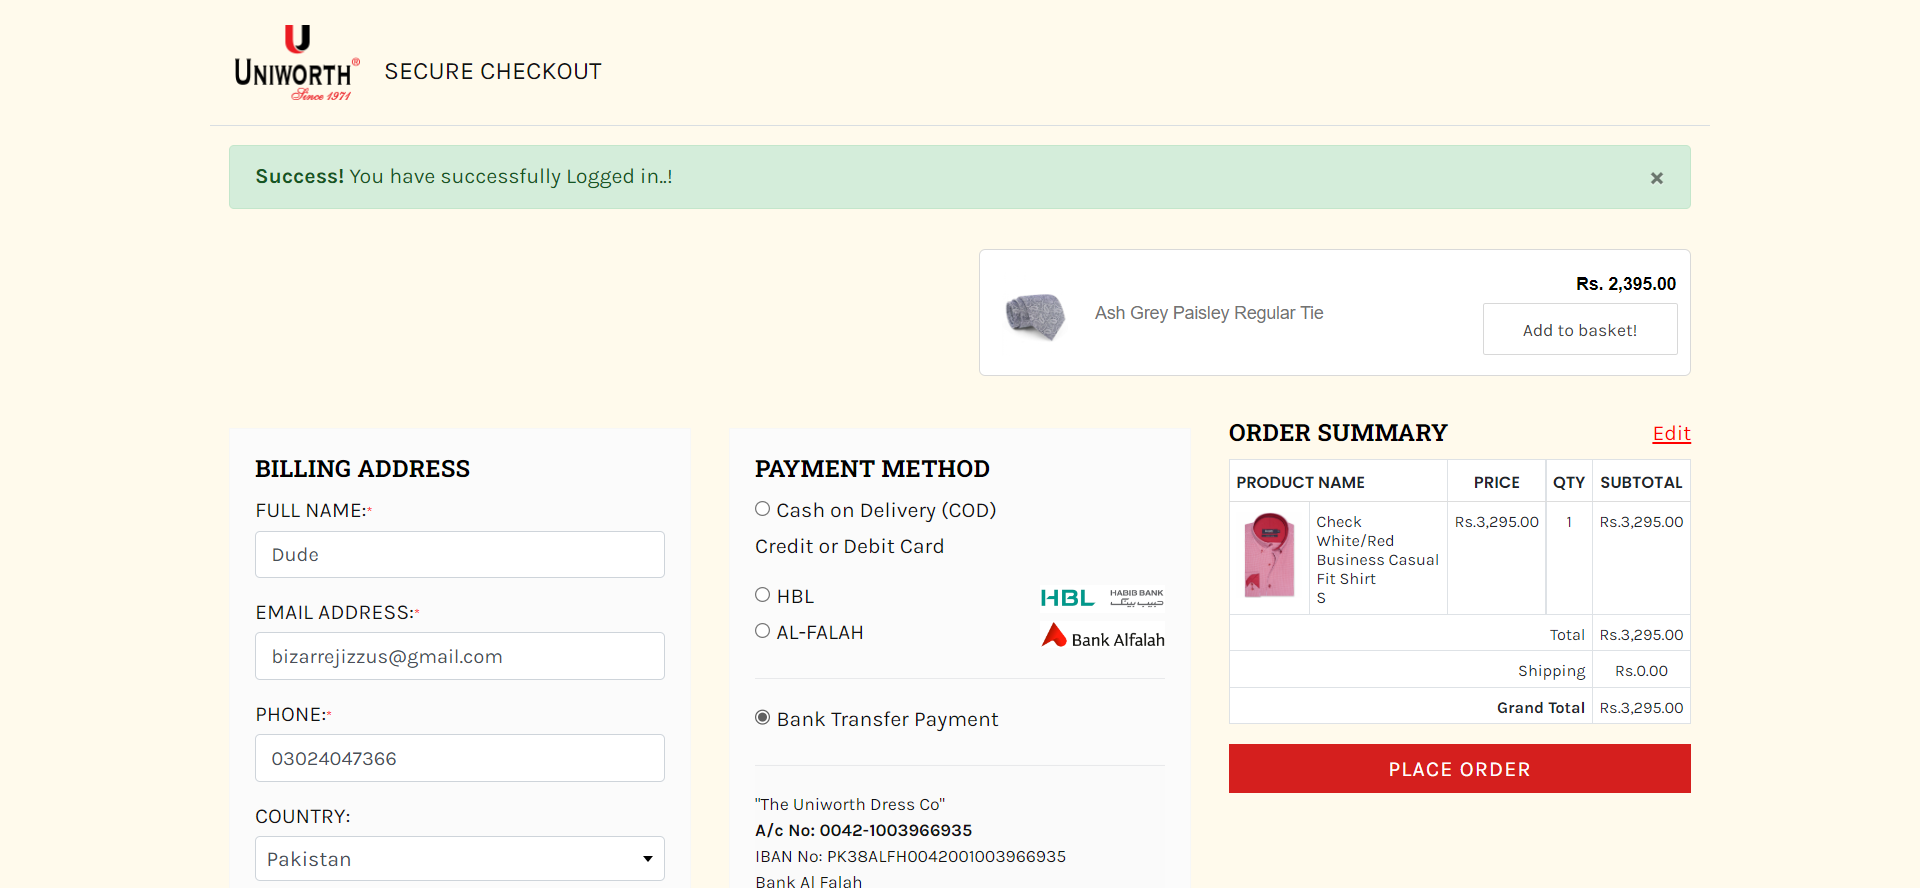 UNIWORTH®
Since 1971
SECURE CHECKOUT
Success! You have successfully Logged in..!
×
Rs. 2,395.00
Ash Grey Paisley Regular Tie
Add to basket!
BILLING ADDRESS
FULL NAME:*
Dude
EMAIL ADDRESS:*
bizarrejizzus@gmail.com
PHONE:*
03024047366
COUNTRY:
Pakistan
PAYMENT METHOD
Cash on Delivery (COD)
Credit or Debit Card
HBL
HBL HABIB BANK
حبیب بینک
AL-FALAH
Bank Alfalah
Bank Transfer Payment
"The Uniworth Dress Co"
A/c No: 0042-1003966935
IBAN No: PK38ALFH0042001003966935
Bank Al Falah
ORDER SUMMARY
Edit
PRODUCT NAME PRICE QTY SUBTOTAL
Check Rs.3,295.00 1 Rs.3,295.00
White/Red
Business Casual
Fit Shirt
S
Total Rs.3,295.00
Shipping Rs.0.00
Grand Total Rs.3,295.00
PLACE ORDER